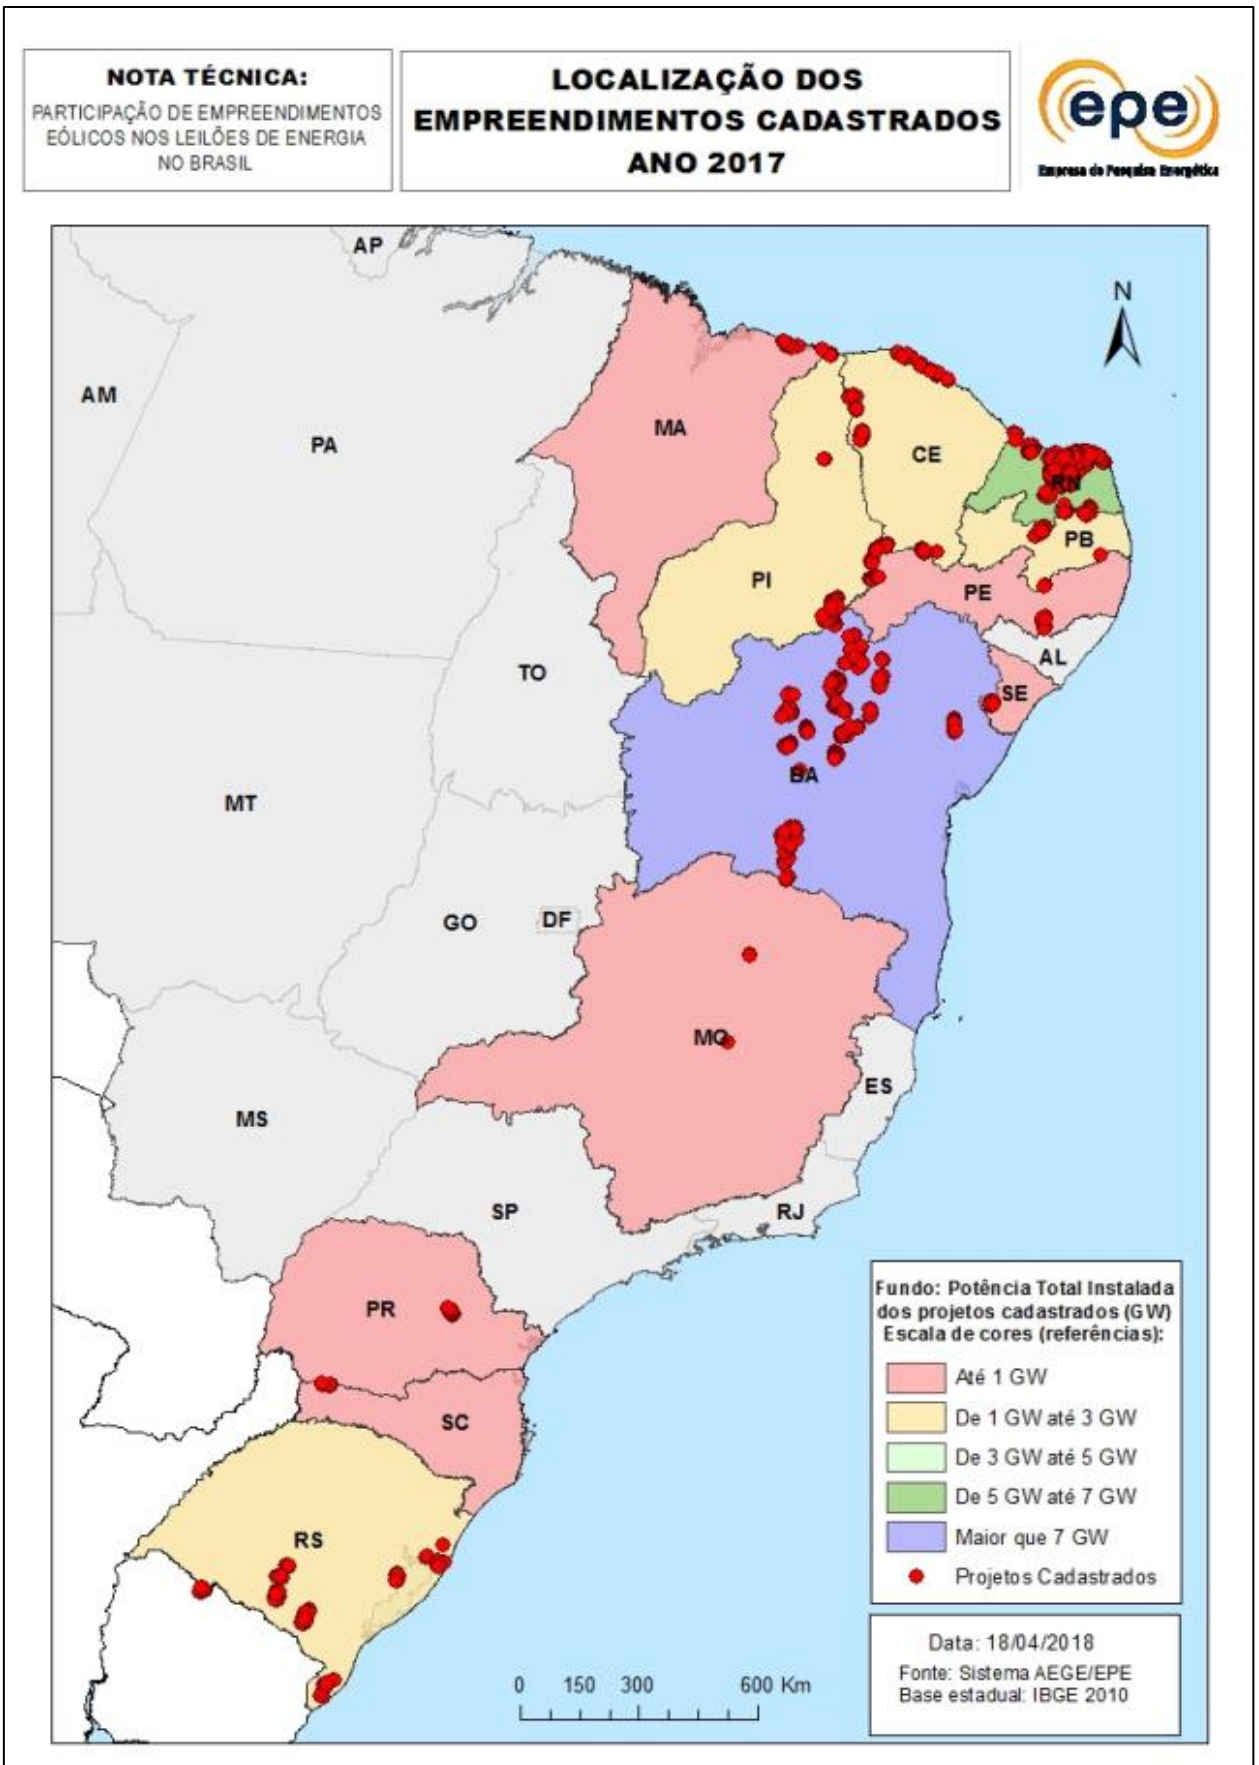 NOTA TÉCNICA:
PARTICIPAÇÃO DE EMPREENDIMENTOS
EÓLICOS NOS LEILÕES DE ENERGIA
NO BRASIL
LOCALIZAÇÃO DOS
EMPREENDIMENTOS CADASTRADOS
ANO 2017
epe
Empresa de Pesquisa Energética
AP
N
AM
PA
MA
CE
RN
PB
PI
PE
TO
AL
SE
MT
BA
GO
DF
MG
ES
MS
SP
RJ
PR
SC
RS
Fundo: Potência Total Instalada
dos projetos cadastrados (GW)
Escala de cores (referências):
Até 1 GW
De 1 GW até 3 GW
De 3 GW até 5 GW
De 5 GW até 7 GW
Maior que 7 GW
Projetos Cadastrados
0 150 300 600 Km
Data: 18/04/2018
Fonte: Sistema AEGE/EPE
Base estadual: IBGE 2010